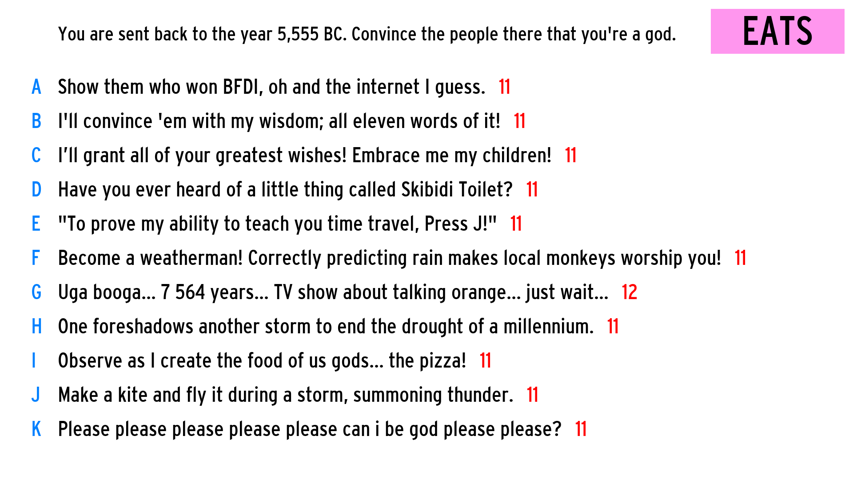 You are sent back to the year 5,555 BC. Convince the people there that you're a god.
EATS
A Show them who won BFDI, oh and the internet I guess. 11
B I'll convince 'em with my wisdom; all eleven words of it! 11
C I’ll grant all of your greatest wishes! Embrace me my children! 11
D Have you ever heard of a little thing called Skibidi Toilet? 11
E "To prove my ability to teach you time travel, Press J!" 11
F Become a weatherman! Correctly predicting rain makes local monkeys worship you! 11
G Uga booga... 7 564 years... TV show about talking orange... just wait... 12
H One foreshadows another storm to end the drought of a millennium. 11
I Observe as I create the food of us gods... the pizza! 11
J Make a kite and fly it during a storm, summoning thunder. 11
K Please please please please please can i be god please please? 11